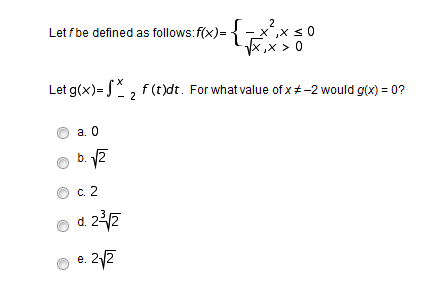 Let f be defined as follows: f(x)= { – x², x ≤ 0
√x, x > 0
Let g(x)= ∫ˣ₋₂ f (t)dt. For what value of x ≠ –2 would g(x) = 0?
a. 0
b. √2
c. 2
d. 2∛2
e. 2√2